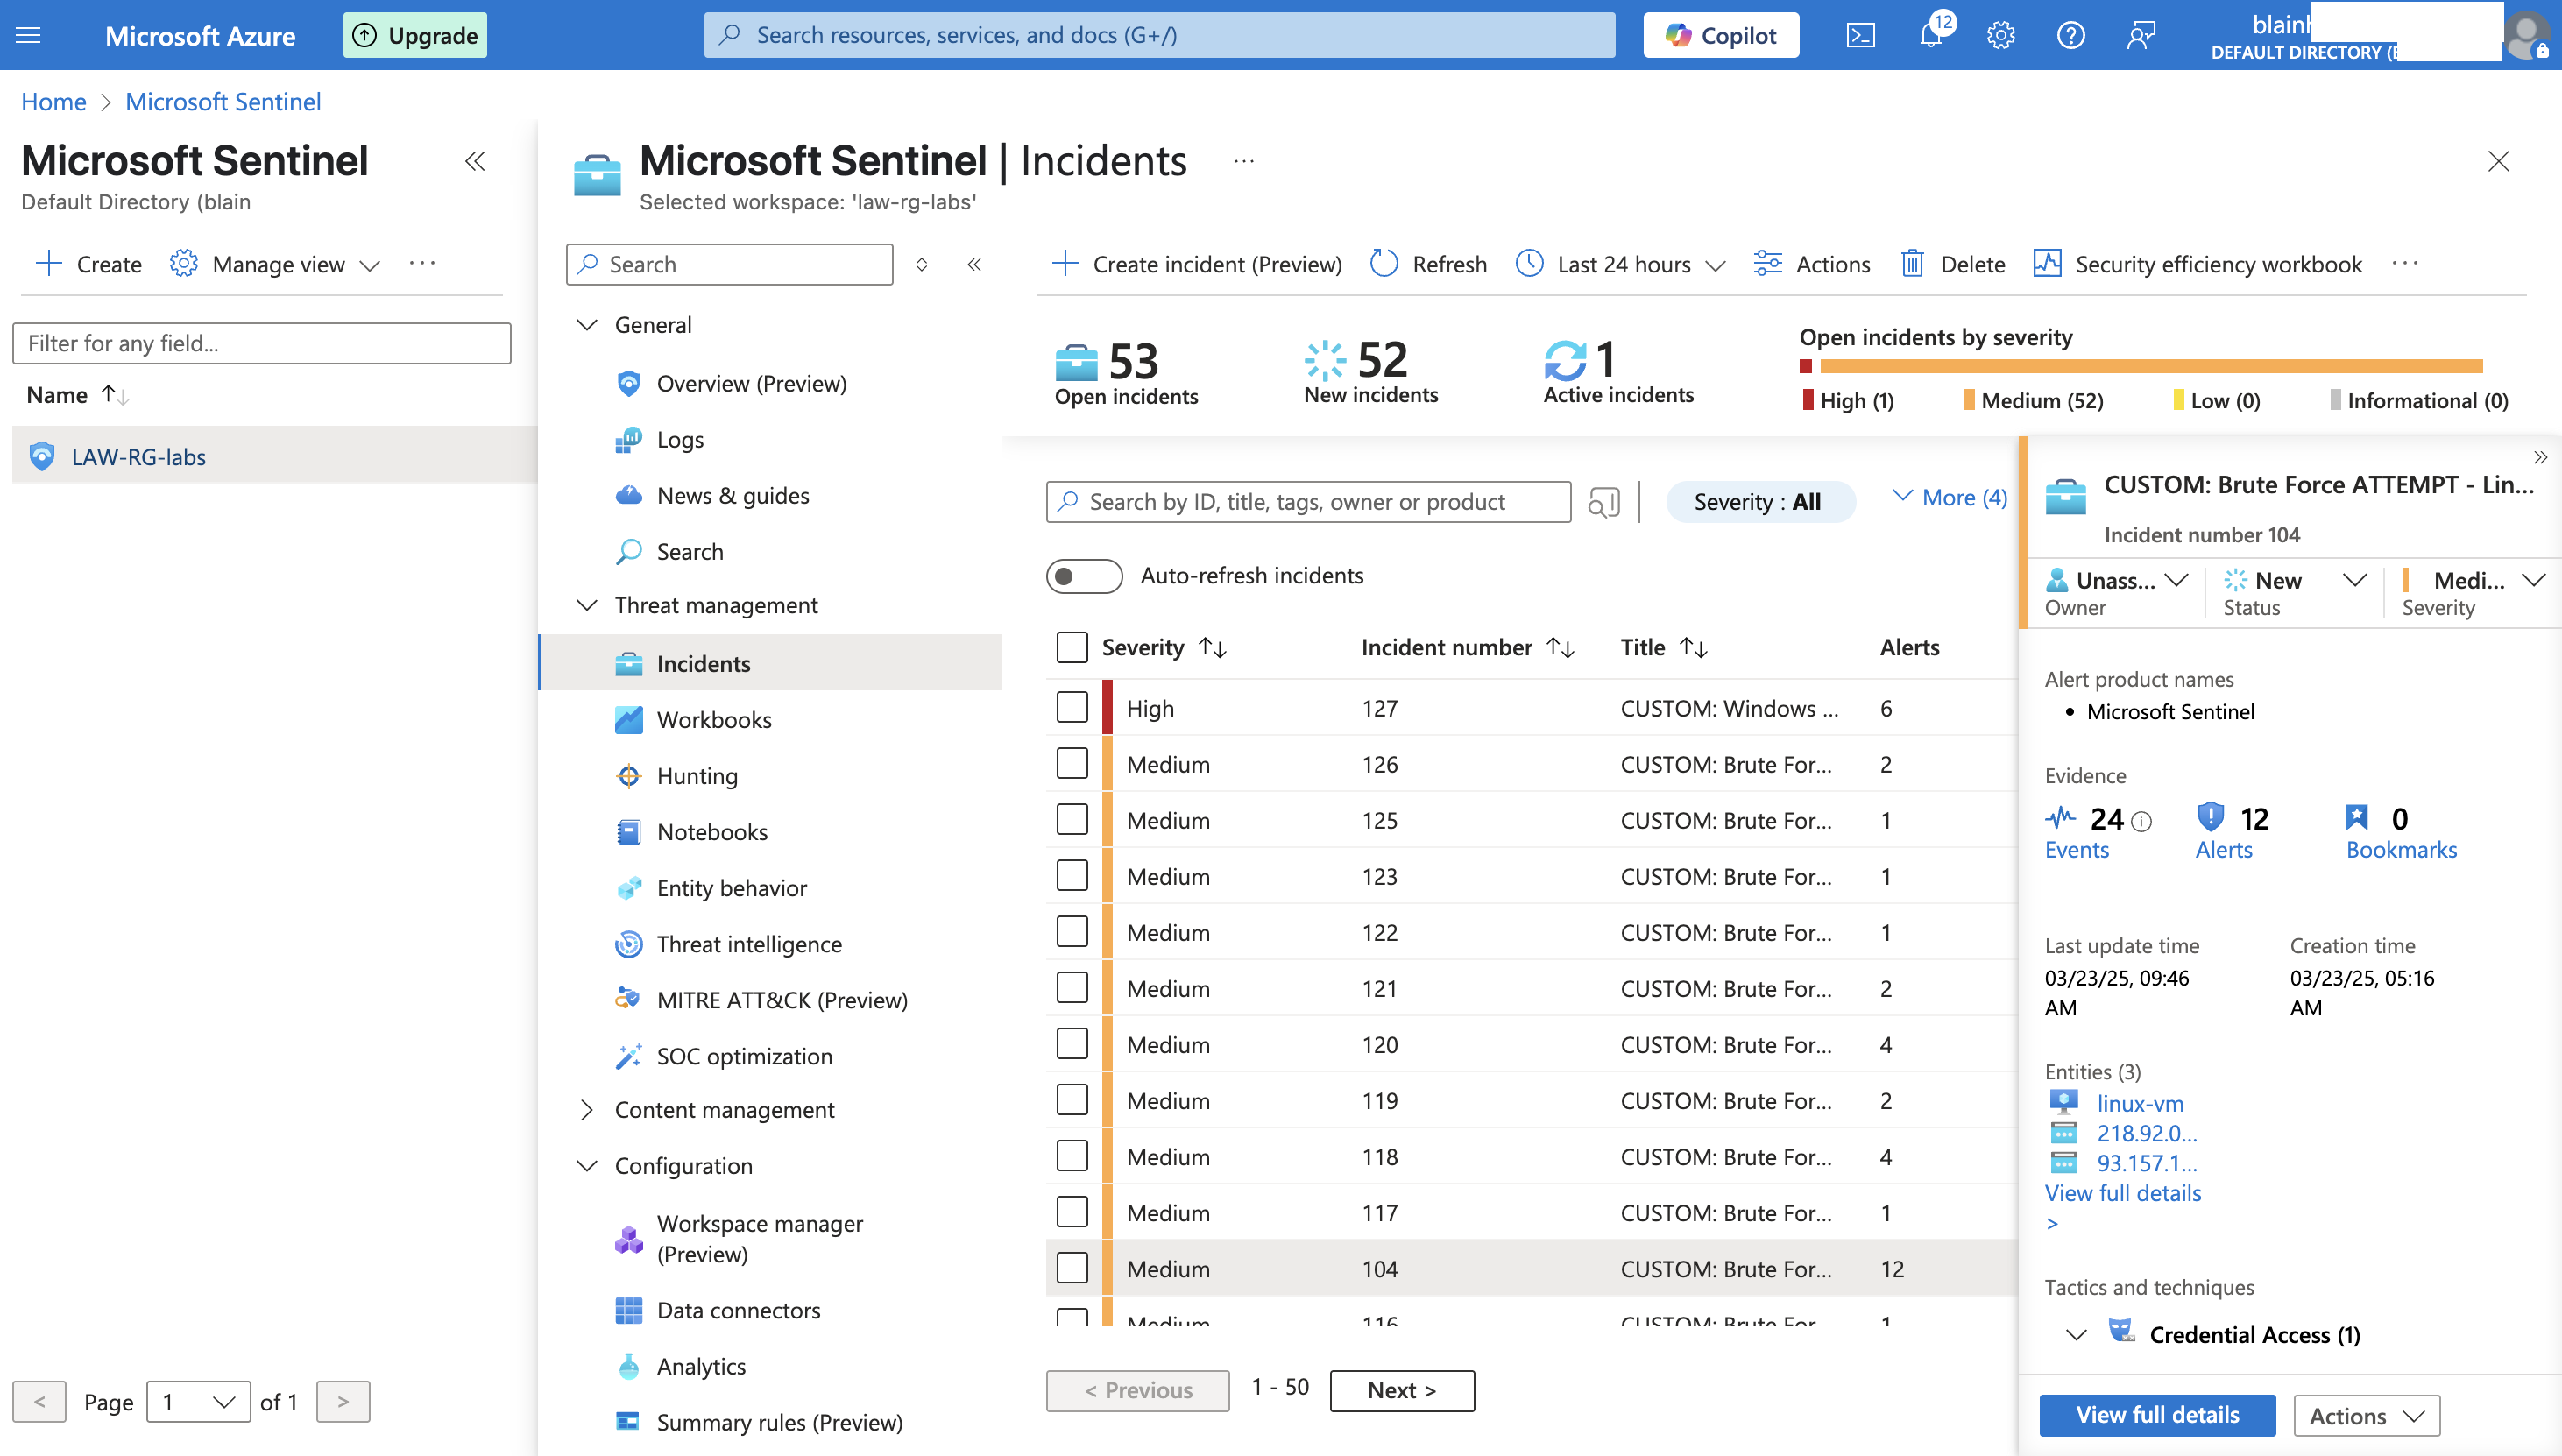 Microsoft Azure
Upgrade
Search resources, services, and docs (G+/)
Copilot
12
DEFAULT DIRECTORY
Home > Microsoft Sentinel
Microsoft Sentinel
Default Directory (blain
Create
Manage view
...
Filter for any field...
Name
LAW-RG-labs
< Page 1 of 1 >
Microsoft Sentinel | Incidents
...
Selected workspace: 'law-rg-labs'
Search
General
Overview (Preview)
Logs
News & guides
Search
Threat management
Incidents
Workbooks
Hunting
Notebooks
Entity behavior
Threat intelligence
MITRE ATT&CK (Preview)
SOC optimization
Content management
Configuration
Workspace manager
(Preview)
Data connectors
Analytics
Summary rules (Preview)
Create incident (Preview)
Refresh
Last 24 hours
Actions
Delete
Security efficiency workbook
...
53
Open incidents
52
New incidents
1
Active incidents
Open incidents by severity
High (1)
Medium (52)
Low (0)
Informational (0)
Search by ID, title, tags, owner or product
Severity : All
More (4)
Auto-refresh incidents
Severity Incident number Title Alerts
High 127 CUSTOM: Windows ... 6
Medium 126 CUSTOM: Brute For... 2
Medium 125 CUSTOM: Brute For... 1
Medium 123 CUSTOM: Brute For... 1
Medium 122 CUSTOM: Brute For... 1
Medium 121 CUSTOM: Brute For... 2
Medium 120 CUSTOM: Brute For... 4
Medium 119 CUSTOM: Brute For... 2
Medium 118 CUSTOM: Brute For... 4
Medium 117 CUSTOM: Brute For... 1
Medium 104 CUSTOM: Brute For... 12
Medium 116 CUSTOM: Brute For 1
< Previous
1 - 50
Next >
CUSTOM: Brute Force ATTEMPT - Lin...
Incident number 104
Unass...
Owner
New
Status
Medi...
Severity
Alert product names
• Microsoft Sentinel
Evidence
24
Events
12
Alerts
0
Bookmarks
Last update time
03/23/25, 09:46
AM
Creation time
03/23/25, 05:16
AM
Entities (3)
linux-vm
218.92.0...
93.157.1...
View full details
>
Tactics and techniques
Credential Access (1)
View full details
Actions